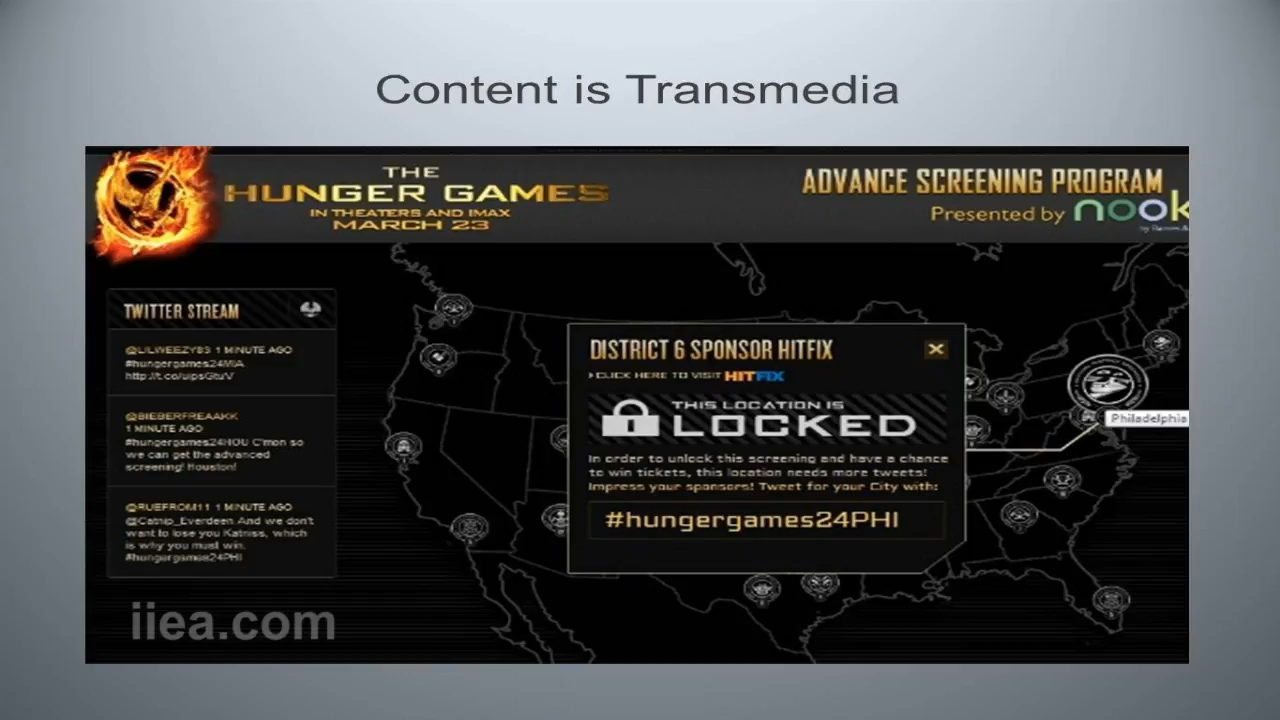 Content is Transmedia
THE
HUNGER GAMES
IN THEATERS AND IMAX
MARCH 23
ADVANCE SCREENING PROGRAM
Presented by nook
TWITTER STREAM
@LILWEEZY83 1 MINUTE AGO
#hungergames24MIA
@BIEBERFREAAKK
1 MINUTE AGO
#hungergames24HOU C'mon so
we can get the advanced
screening! Houston!
@RUEFROM11 1 MINUTE AGO
@Catnip_Everdeen And we don't
want to lose you Katniss, which
is why you must win.
#hungergames24PHI
DISTRICT 6 SPONSOR HITFIX
CLICK HERE TO VISIT HITFIX
THIS LOCATION IS
LOCKED
In order to unlock this screening and have a chance
to win tickets, this location needs more tweets!
Impress your sponsors! Tweet for your City with:
#hungergames24PHI
Philadelphia
iiea.com